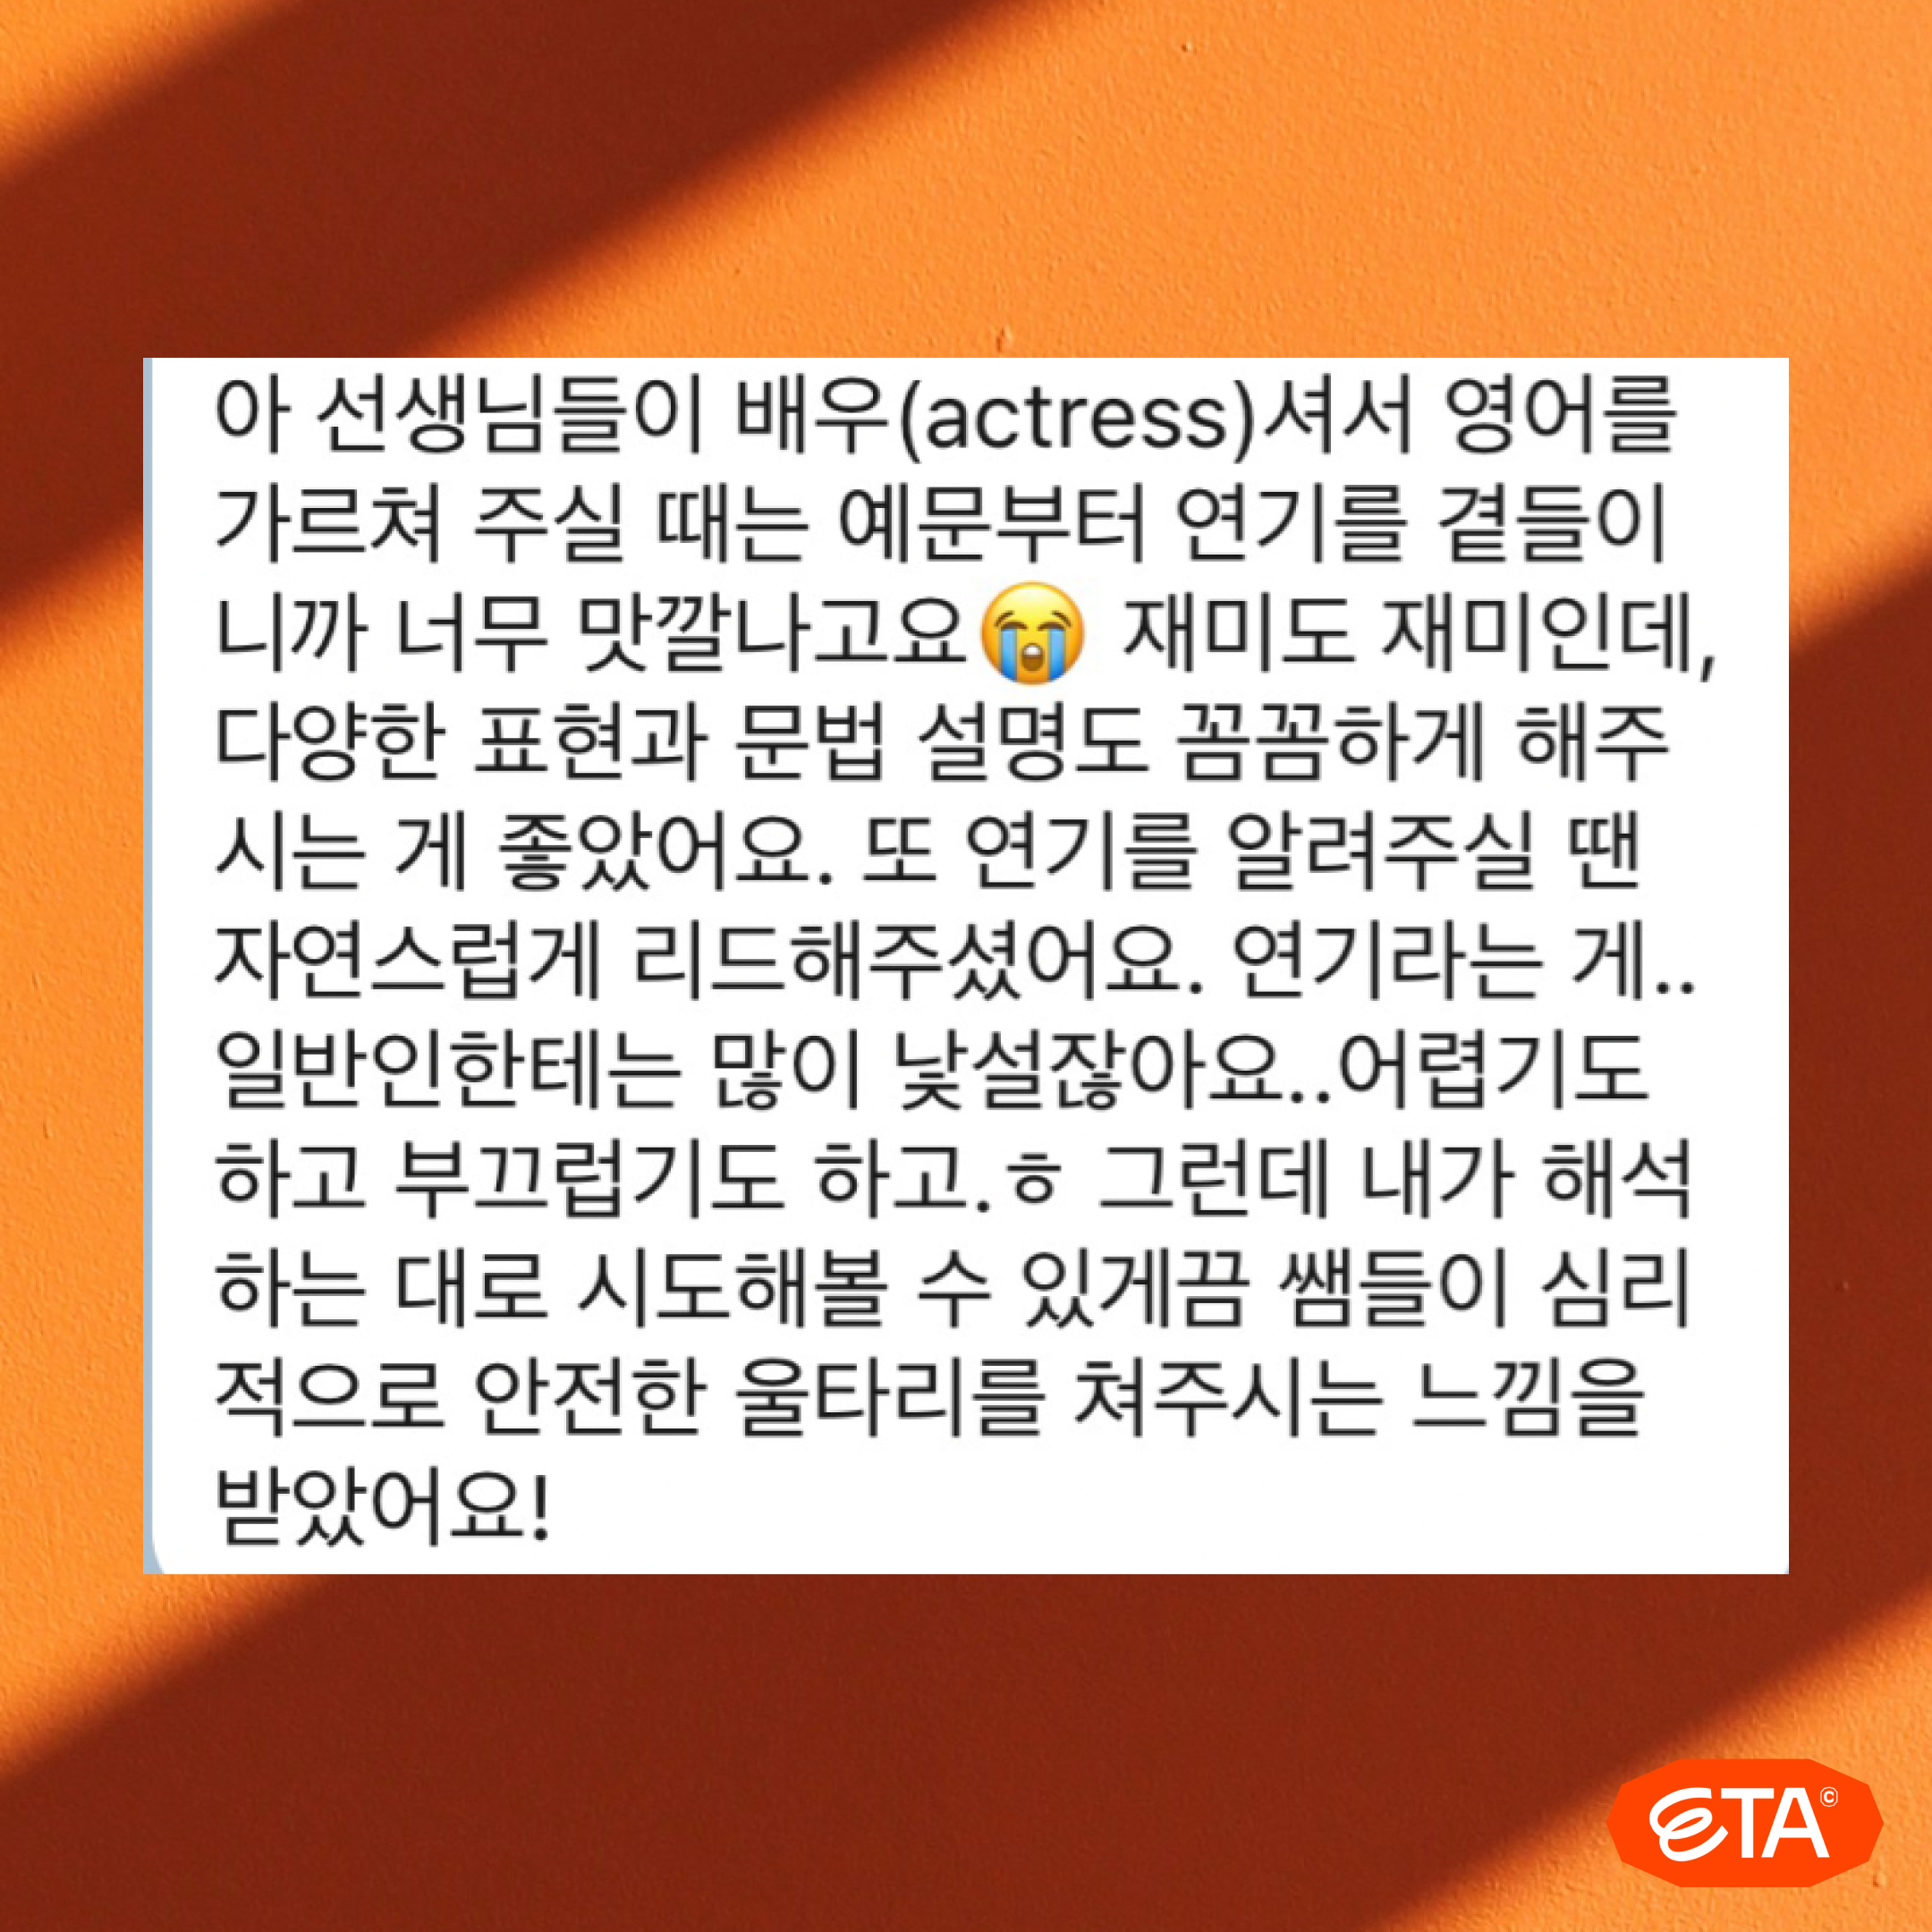 아 선생님들이 배우(actress)셔서 영어를
가르쳐 주실 때는 예문부터 연기를 곁들이
니까 너무 맛깔나고요😭 재미도 재미인데,
다양한 표현과 문법 설명도 꼼꼼하게 해주
시는 게 좋았어요. 또 연기를 알려주실 땐
자연스럽게 리드해주셨어요. 연기라는 게..
일반인한테는 많이 낯설잖아요..어렵기도
하고 부끄럽기도 하고.ㅎ 그런데 내가 해석
하는 대로 시도해볼 수 있게끔 쌤들이 심리
적으로 안전한 울타리를 쳐주시는 느낌을
받았어요!
ETA©